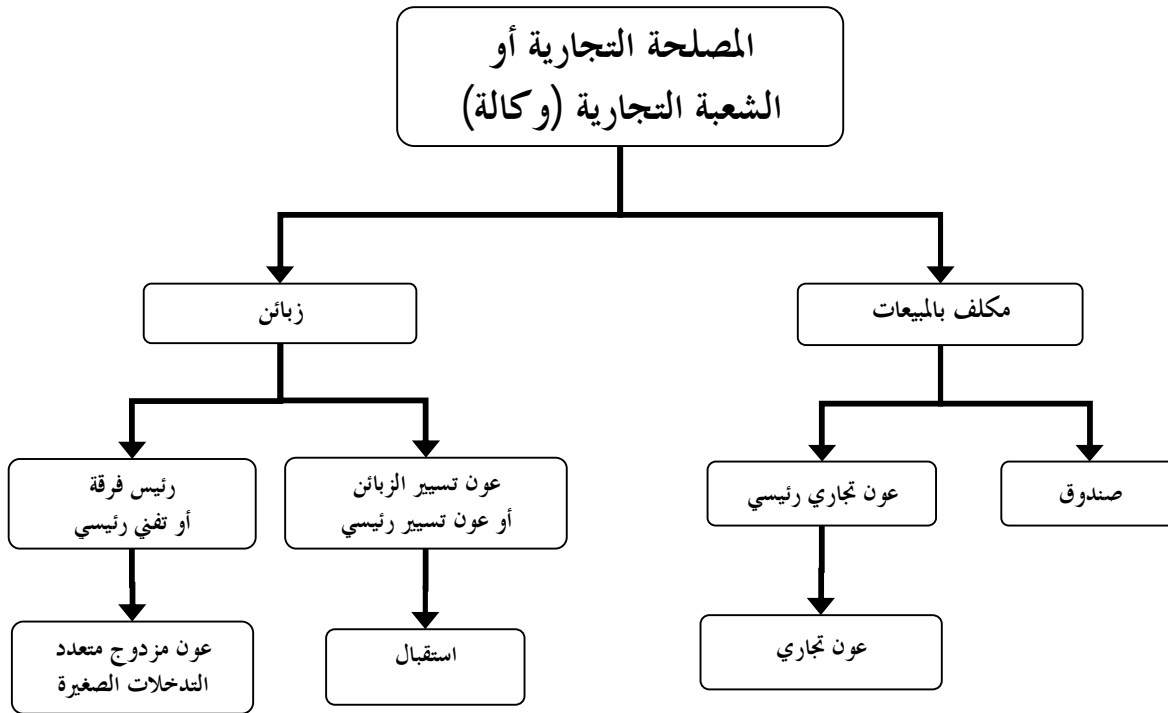 المصلحة التجارية أو
الشعبة التجارية (وكالة)
مكلف بالمبيعات
زبائن
صندوق
عون تجاري رئيسي
عون تسيير الزبائن
أو عون تسيير رئيسي
رئيس فرقة
أو تفني رئيسي
عون تجاري
استقبال
عون مزدوج متعدد
التدخلات الصغيرة